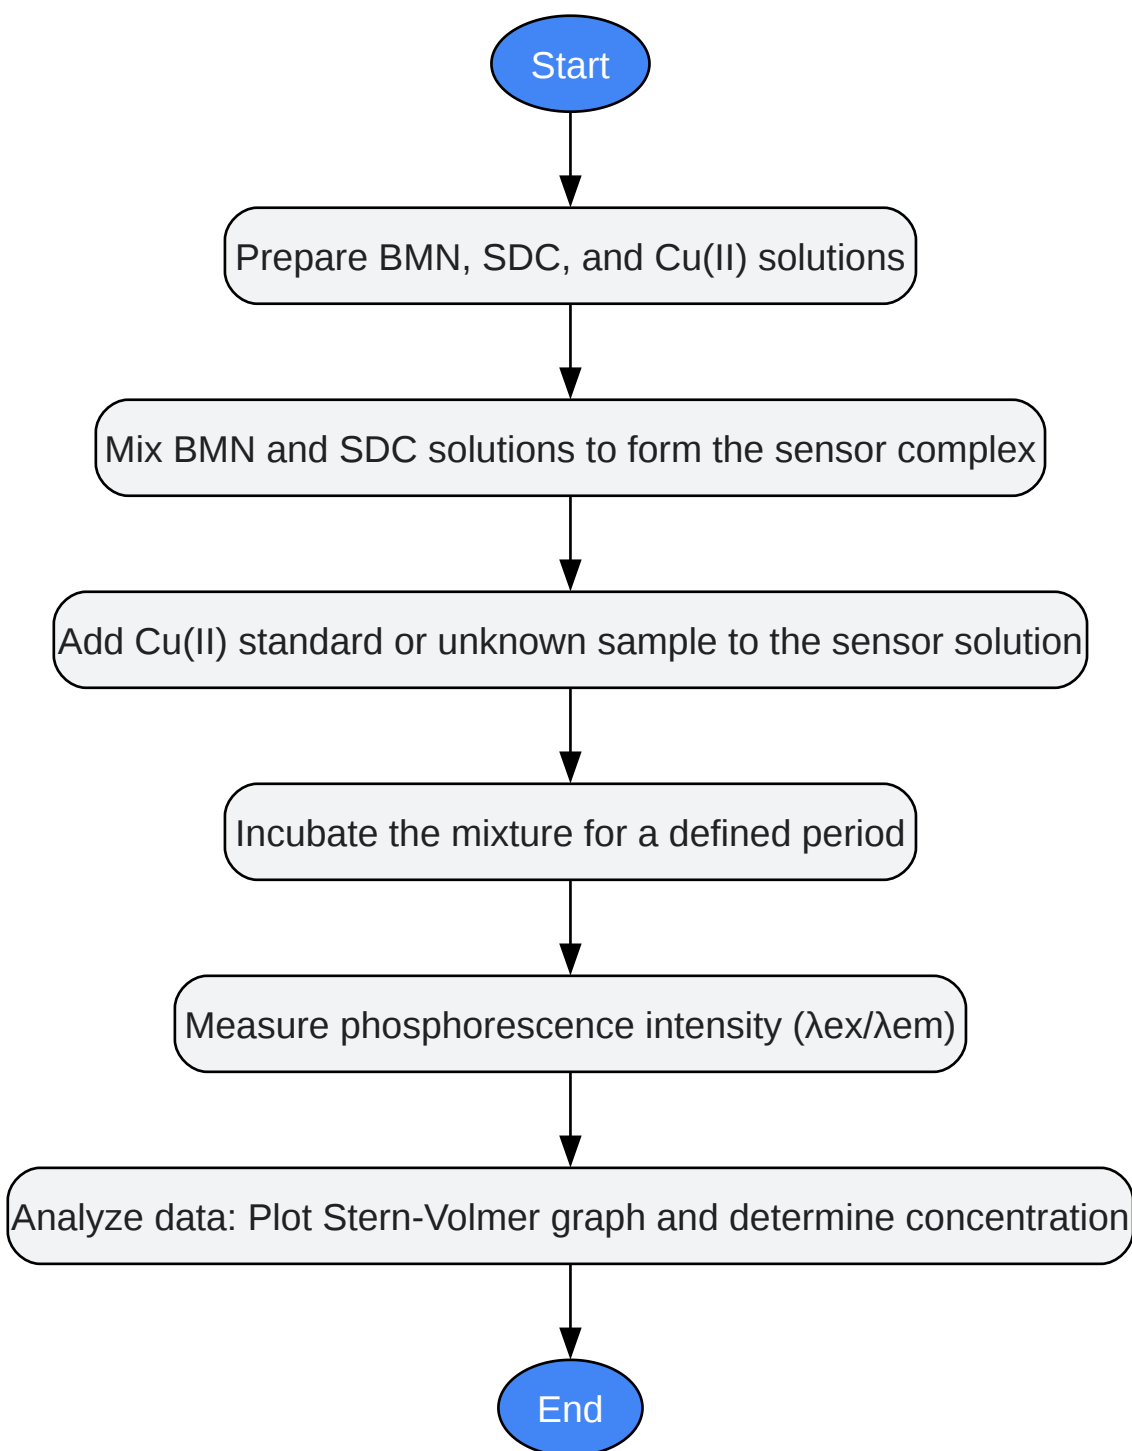 Start
Prepare BMN, SDC, and Cu(II) solutions
Mix BMN and SDC solutions to form the sensor complex
Add Cu(II) standard or unknown sample to the sensor solution
Incubate the mixture for a defined period
Measure phosphorescence intensity (λex/λem)
Analyze data: Plot Stern-Volmer graph and determine concentration
End